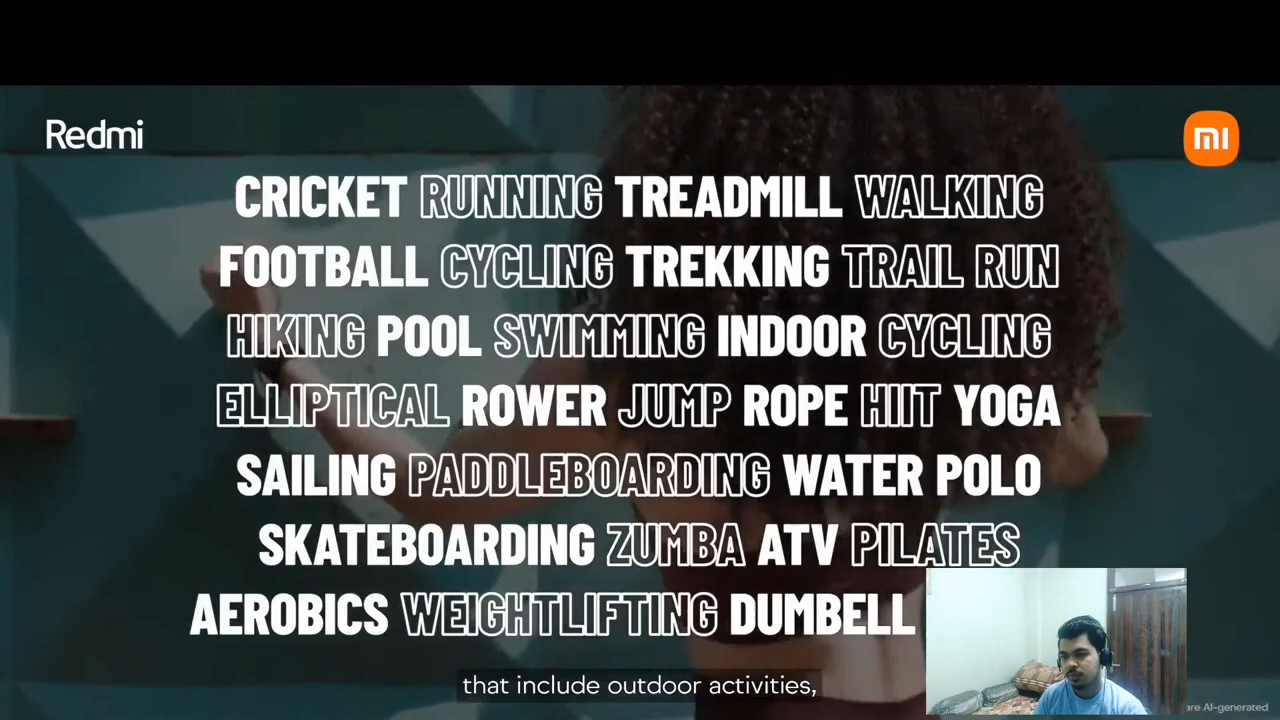 Redmi
mi
CRICKET RUNNING TREADMILL WALKING
FOOTBALL CYCLING TREKKING TRAIL RUN
HIKING POOL SWIMMING INDOOR CYCLING
ELLIPTICAL ROWER JUMP ROPE HIIT YOGA
SAILING PADDLEBOARDING WATER POLO
SKATEBOARDING ZUMBA ATV PILATES
AEROBICS WEIGHTLIFTING DUMBELL
that include outdoor activities,
are AI-generated